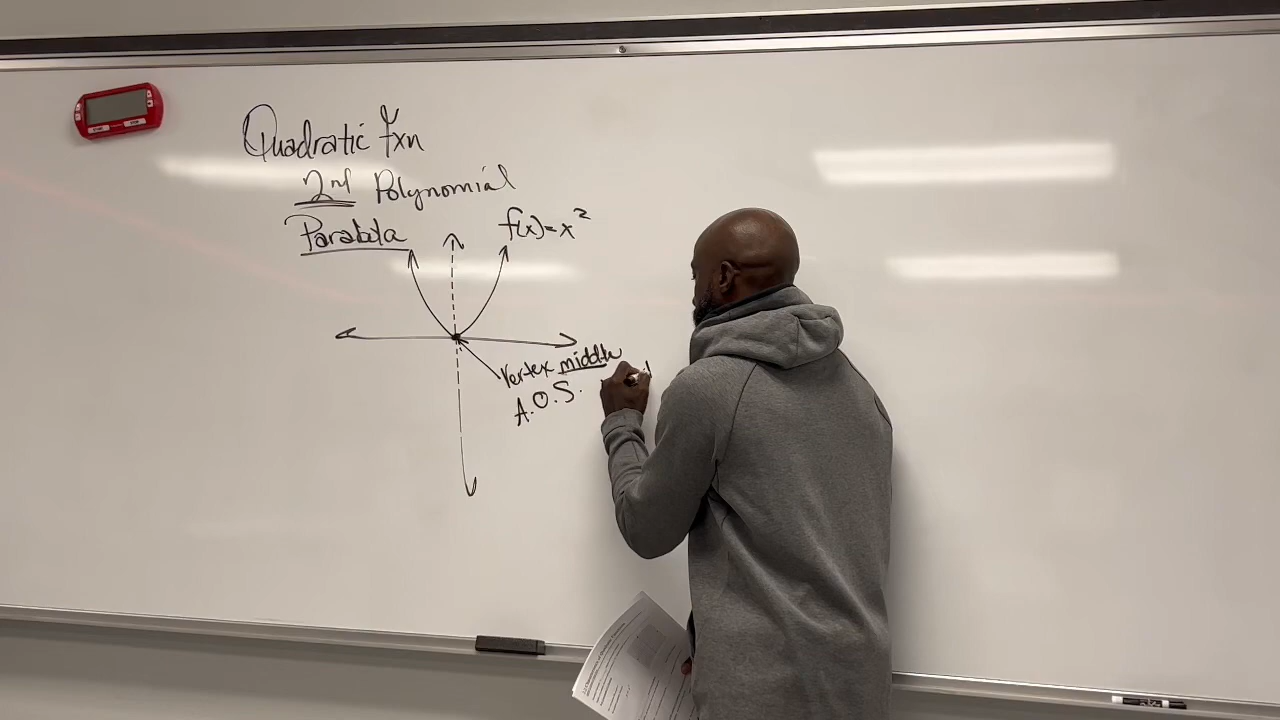 Quadratic fxn
2nd Polynomial
Parabola
f(x)=x²
Vertex middle
A.O.S.